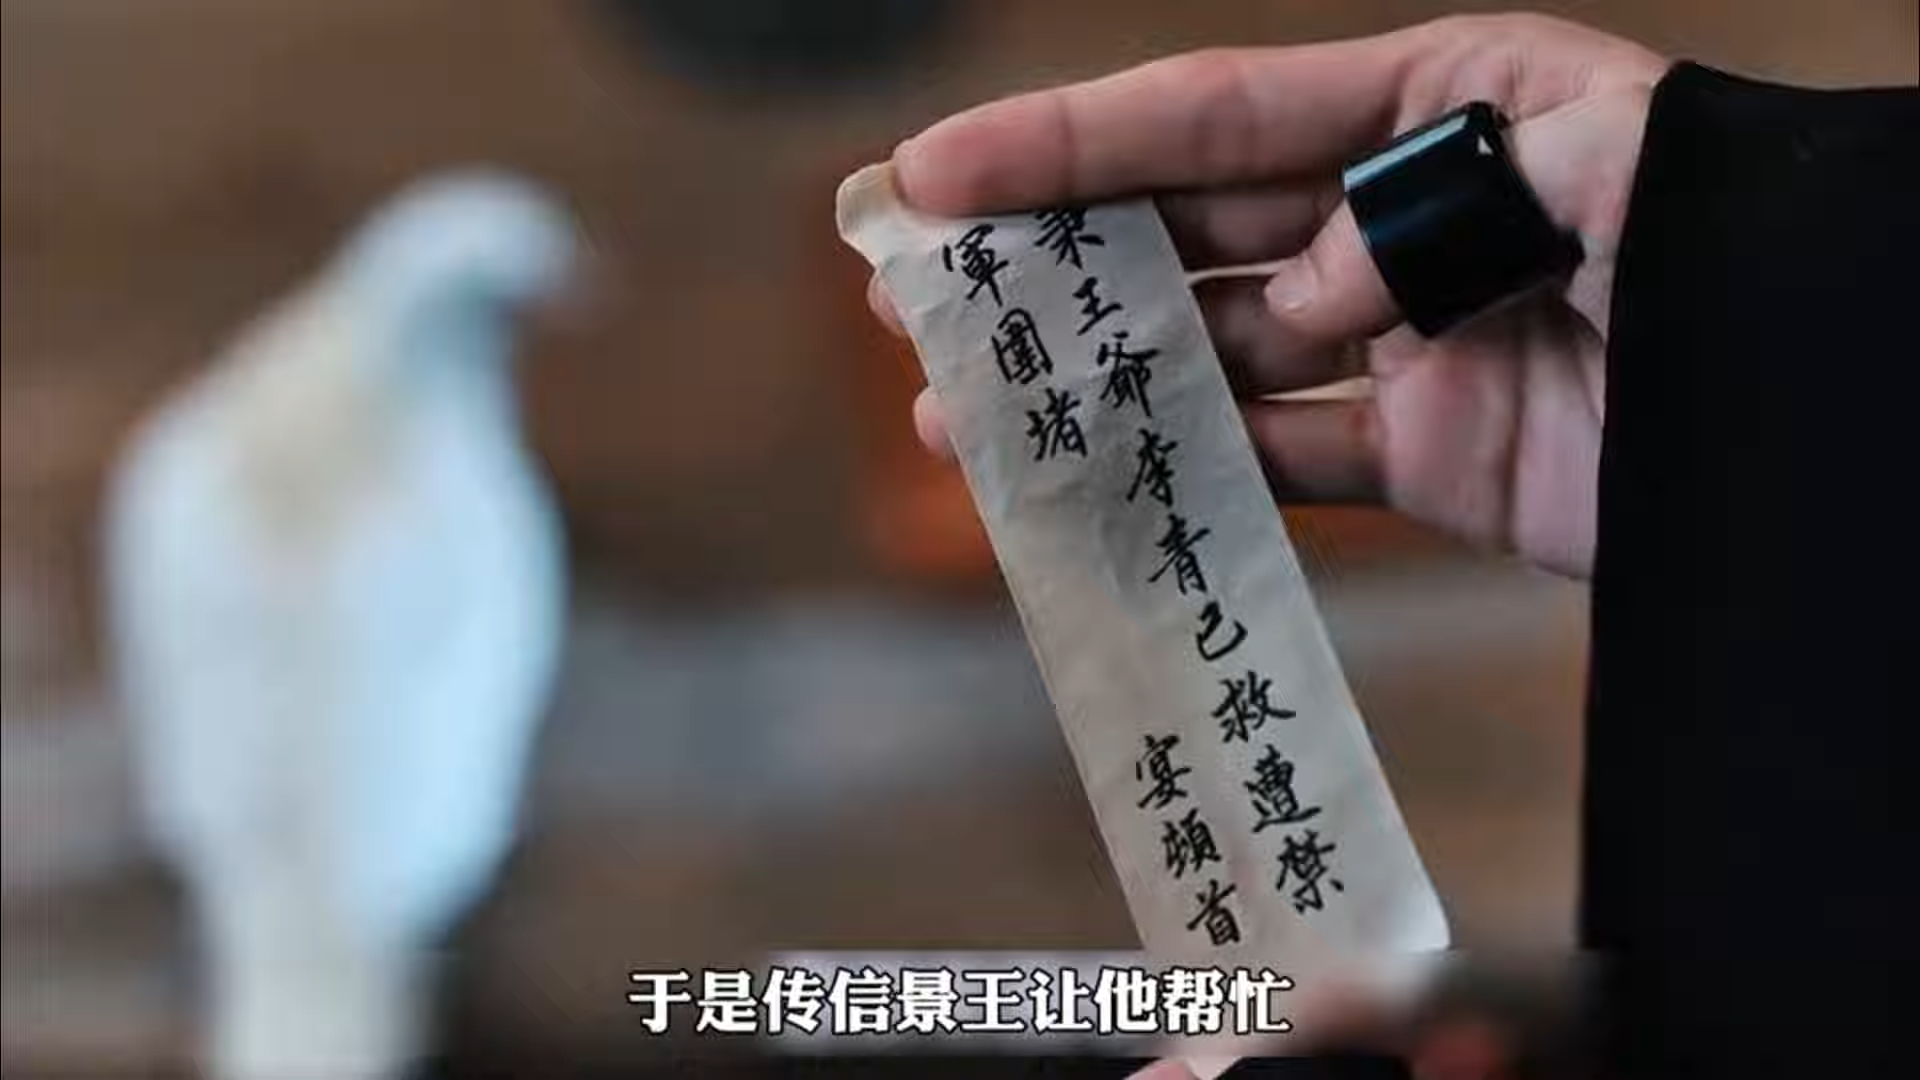 秉王爺李青已救遭禁
軍圍堵
宴頓首
于是传信景王让他帮忙